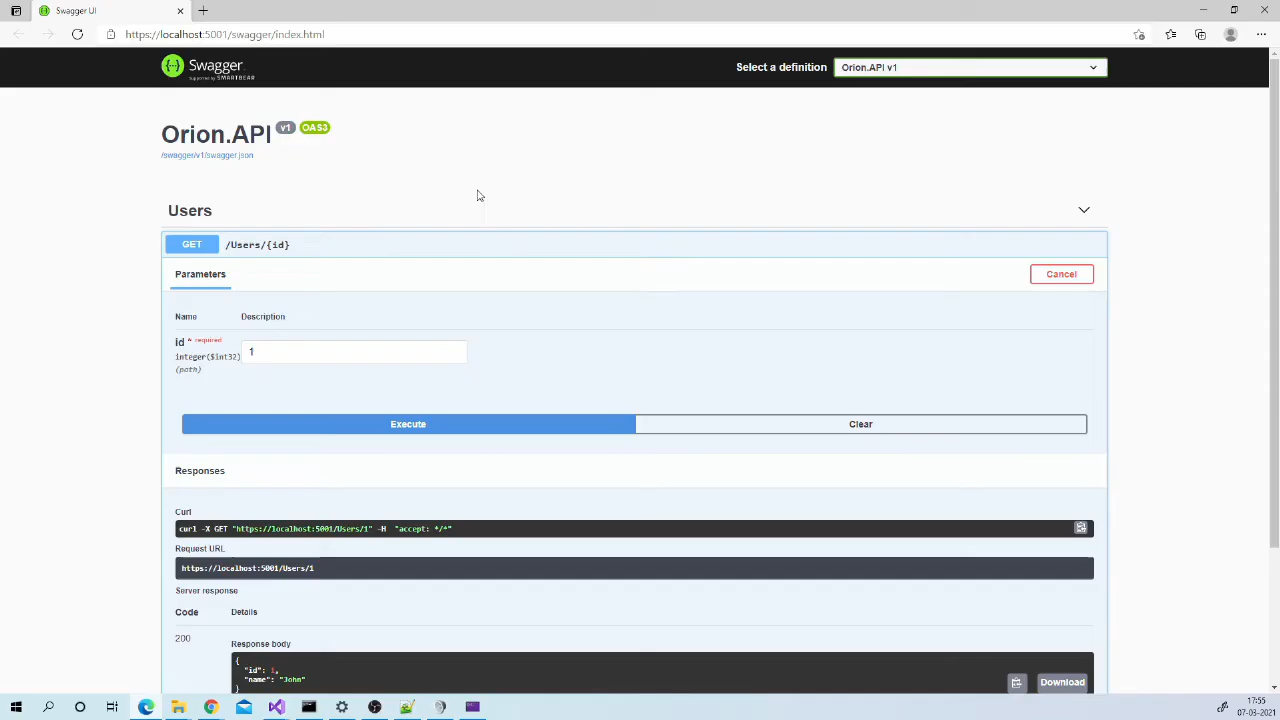 Swagger UI
https://localhost:5001/swagger/index.html
Swagger
Supported by SMARTBEAR
Select a definition
Orion.API v1
Orion.API v1 OAS3
/swagger/v1/swagger.json
Users
GET /Users/{id}
Parameters
Cancel
Name Description
id * required
integer($int32)
(path)
1
Execute
Clear
Responses
Curl
curl -X GET "https://localhost:5001/Users/1" -H  "accept: */*"
Request URL
https://localhost:5001/Users/1
Server response
Code Details
200
Response body
{
"id": 1,
"name": "John"
}
Download
17:55
07-03-2021